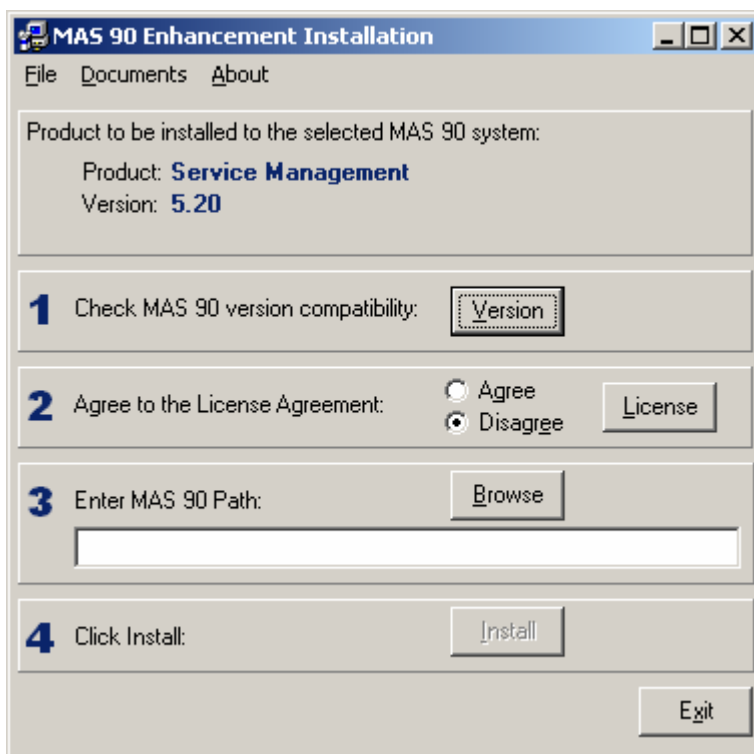 MAS 90 Enhancement Installation
File Documents About
Product to be installed to the selected MAS 90 system:
Product: Service Management
Version: 5.20
1 Check MAS 90 version compatibility: Version
2 Agree to the License Agreement: Agree
Disagree
License
3 Enter MAS 90 Path: Browse
4 Click Install: Install
Exit